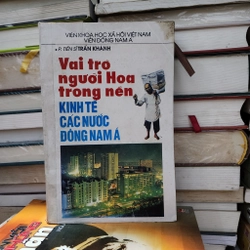 VIỆN KHOA HỌC XÃ HỘI VIỆT NAM
VIỆN ĐÔNG NAM Á
TRẦN KHÁNH
Vai trò
người Hoa
trong nền
KINH TẾ
CÁC NƯỚC
ĐÔNG NAM Á